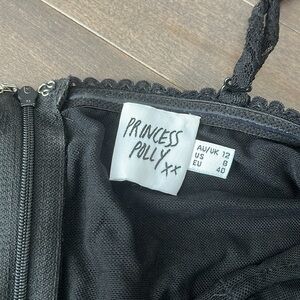 PRINCESS
POLLY
xx
AU/UK 12
US 8
EU 40